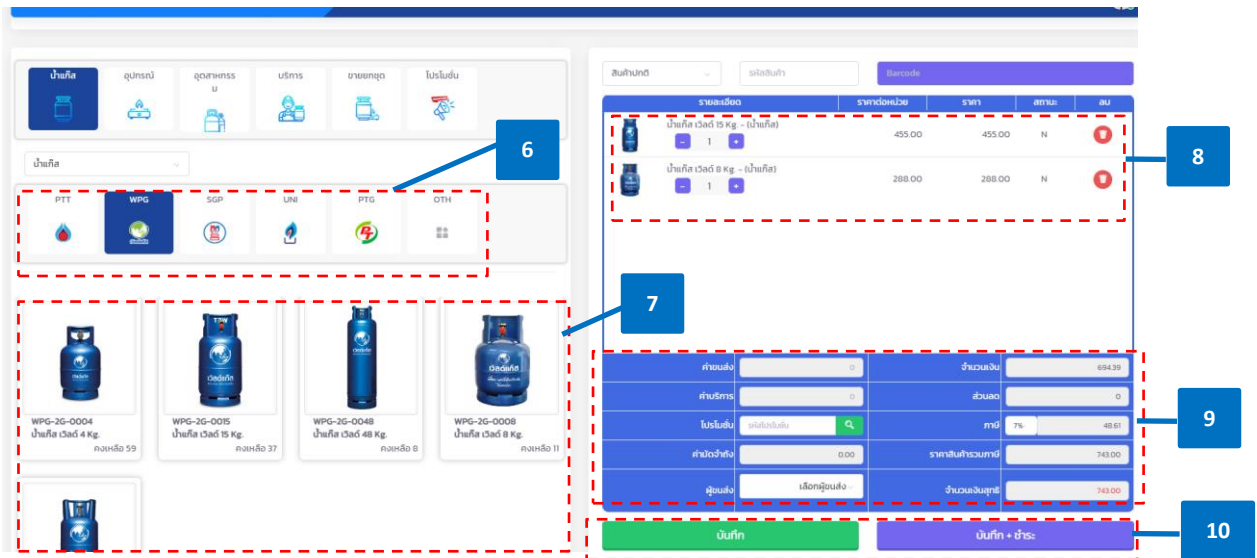 น้ำแก๊ส อุปกรณ์ อุตสาหกรร บริการ ขายยกชุด โปรโมชั่น
ม
น้ำแก๊ส
6
PTT WPG SGP UNI PTG OTH
7
WPG-2G-0004 WPG-2G-0015 WPG-2G-0048 WPG-2G-0008
น้ำแก๊ส เวิลด์ 4 Kg. น้ำแก๊ส เวิลด์ 15 Kg. น้ำแก๊ส เวิลด์ 48 Kg. น้ำแก๊ส เวิลด์ 8 Kg.
คงเหลือ 59 คงเหลือ 37 คงเหลือ 8 คงเหลือ 11
สินค้าปกติ รหัสสินค้า Barcode
รายละเอียด ราคาต่อหน่วย ราคา สถานะ ลบ
น้ำแก๊ส เวิลด์ 15 Kg. - (น้ำแก๊ส)
- 1 + 455.00 455.00 N
น้ำแก๊ส เวิลด์ 8 Kg. - (น้ำแก๊ส)
- 1 + 288.00 288.00 N
8
ค่าขนส่ง 0 จำนวนเงิน 694.39
ค่าบริการ 0 ส่วนลด 0
โปรโมชั่น รหัสโปรโมชั่น ภาษี 7% 48.61
ค่ามัดจำถัง 0.00 ราคาสินค้ารวมภาษี 743.00
ผู้ขนส่ง เลือกผู้ขนส่ง จำนวนเงินสุทธิ 743.00
9
บันทึก บันทึก + ชำระ
10